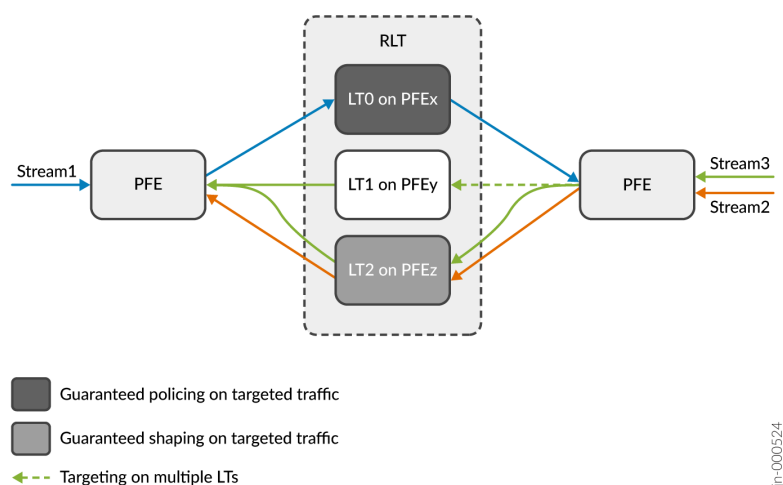 RLT
LT0 on PFEx
Stream1
PFE
LT1 on PFEy
PFE
Stream3
Stream2
LT2 on PFEz
Guaranteed policing on targeted traffic
Guaranteed shaping on targeted traffic
Targeting on multiple LTs
jn-000524